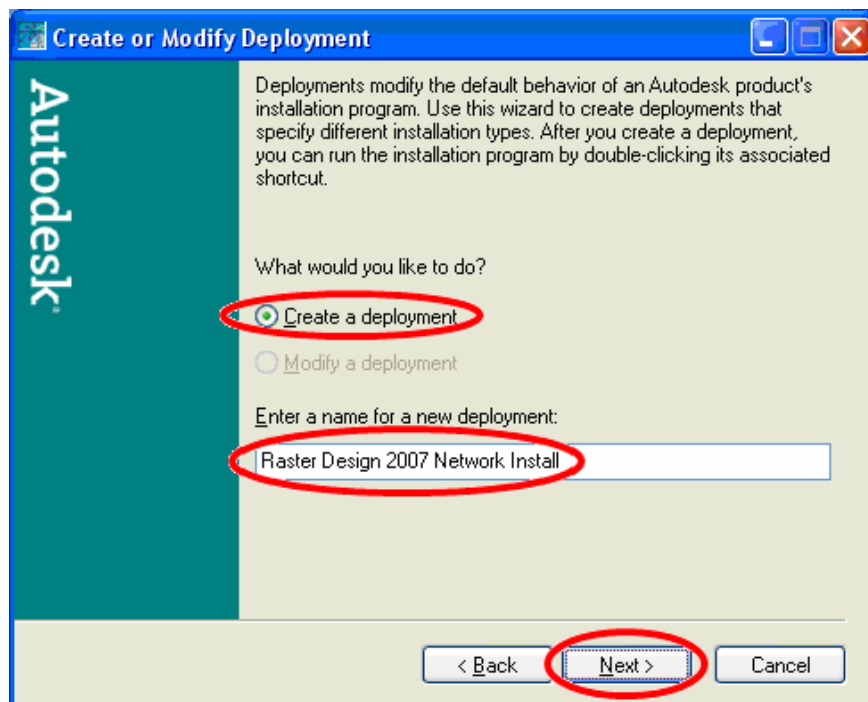 Create or Modify Deployment
Autodesk
Deployments modify the default behavior of an Autodesk product's
installation program. Use this wizard to create deployments that
specify different installation types. After you create a deployment,
you can run the installation program by double-clicking its associated
shortcut.
What would you like to do?
Create a deployment
Modify a deployment
Enter a name for a new deployment:
Raster Design 2007 Network Install
< Back
Next >
Cancel